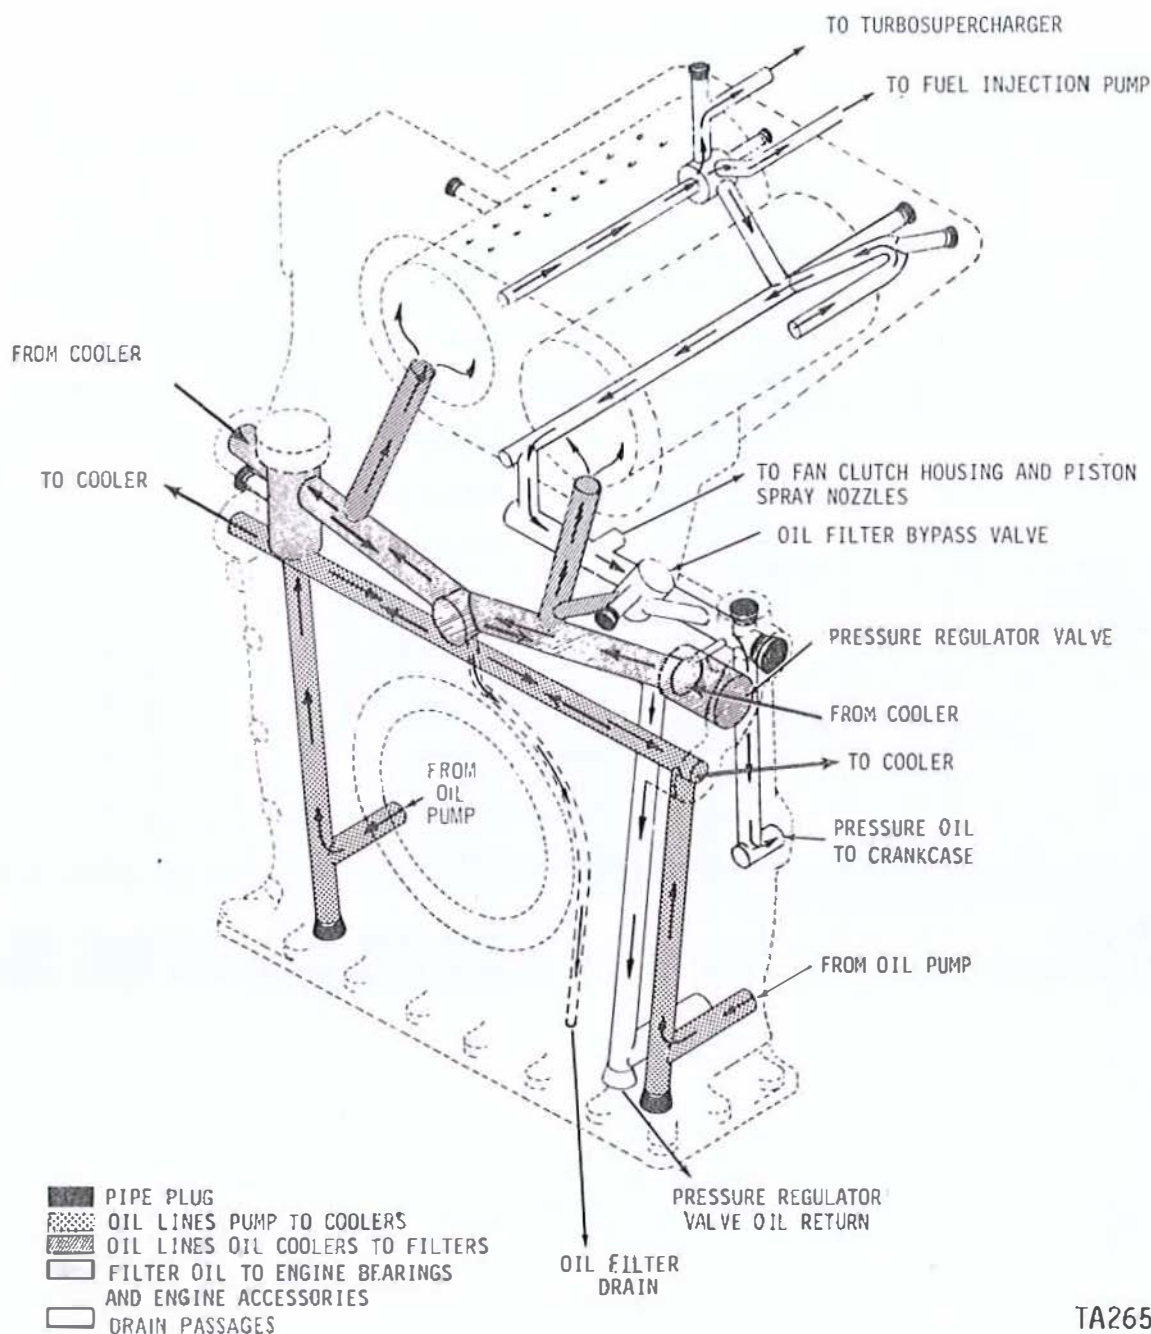 TO TURBOSUPERCHARGER
TO FUEL INJECTION PUMP
FROM COOLER
TO COOLER
TO FAN CLUTCH HOUSING AND PISTON
SPRAY NOZZLES
OIL FILTER BYPASS VALVE
PRESSURE REGULATOR VALVE
FROM COOLER
TO COOLER
FROM
OIL
PUMP
PRESSURE OIL
TO CRANKCASE
FROM OIL PUMP
PRESSURE REGULATOR
VALVE OIL RETURN
OIL FILTER
DRAIN
PIPE PLUG
OIL LINES PUMP TO COOLERS
OIL LINES OIL COOLERS TO FILTERS
FILTER OIL TO ENGINE BEARINGS
AND ENGINE ACCESSORIES
DRAIN PASSAGES
TA265